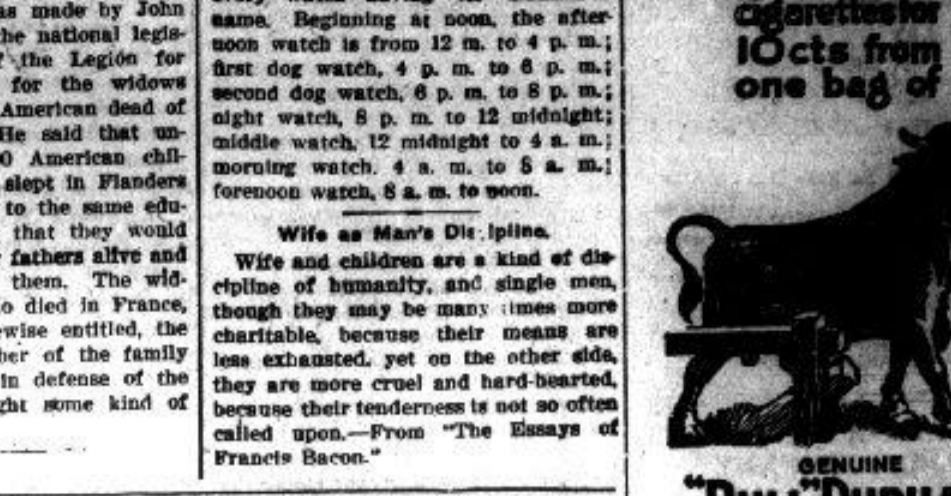 as made by John
the national legis-
the Legion for
for the widows
American dead of
He said that un-
0 American chil-
slept in Flanders
to the same edu-
that they would
fathers alive and
them. The wid-
o died in France,
ewise entitled, the
her of the family
in defense of the
ght some kind of
name. Beginning at noon, the after-
noon watch is from 12 m. to 4 p. m.;
first dog watch, 4 p. m. to 6 p. m.;
second dog watch, 6 p. m. to 8 p. m.;
night watch, 8 p. m. to 12 midnight;
middle watch, 12 midnight to 4 a. m.;
morning watch, 4 a. m. to 8 a. m.;
forenoon watch, 8 a. m. to noon.
Wife as Man's Discipline.
Wife and children are a kind of dis-
cipline of humanity, and single men,
though they may be many times more
charitable, because their means are
less exhausted, yet on the other side,
they are more cruel and hard-hearted,
because their tenderness is not so often
called upon.—From "The Essays of
Francis Bacon."
cigarettes for
10cts from
one bag of
GENUINE